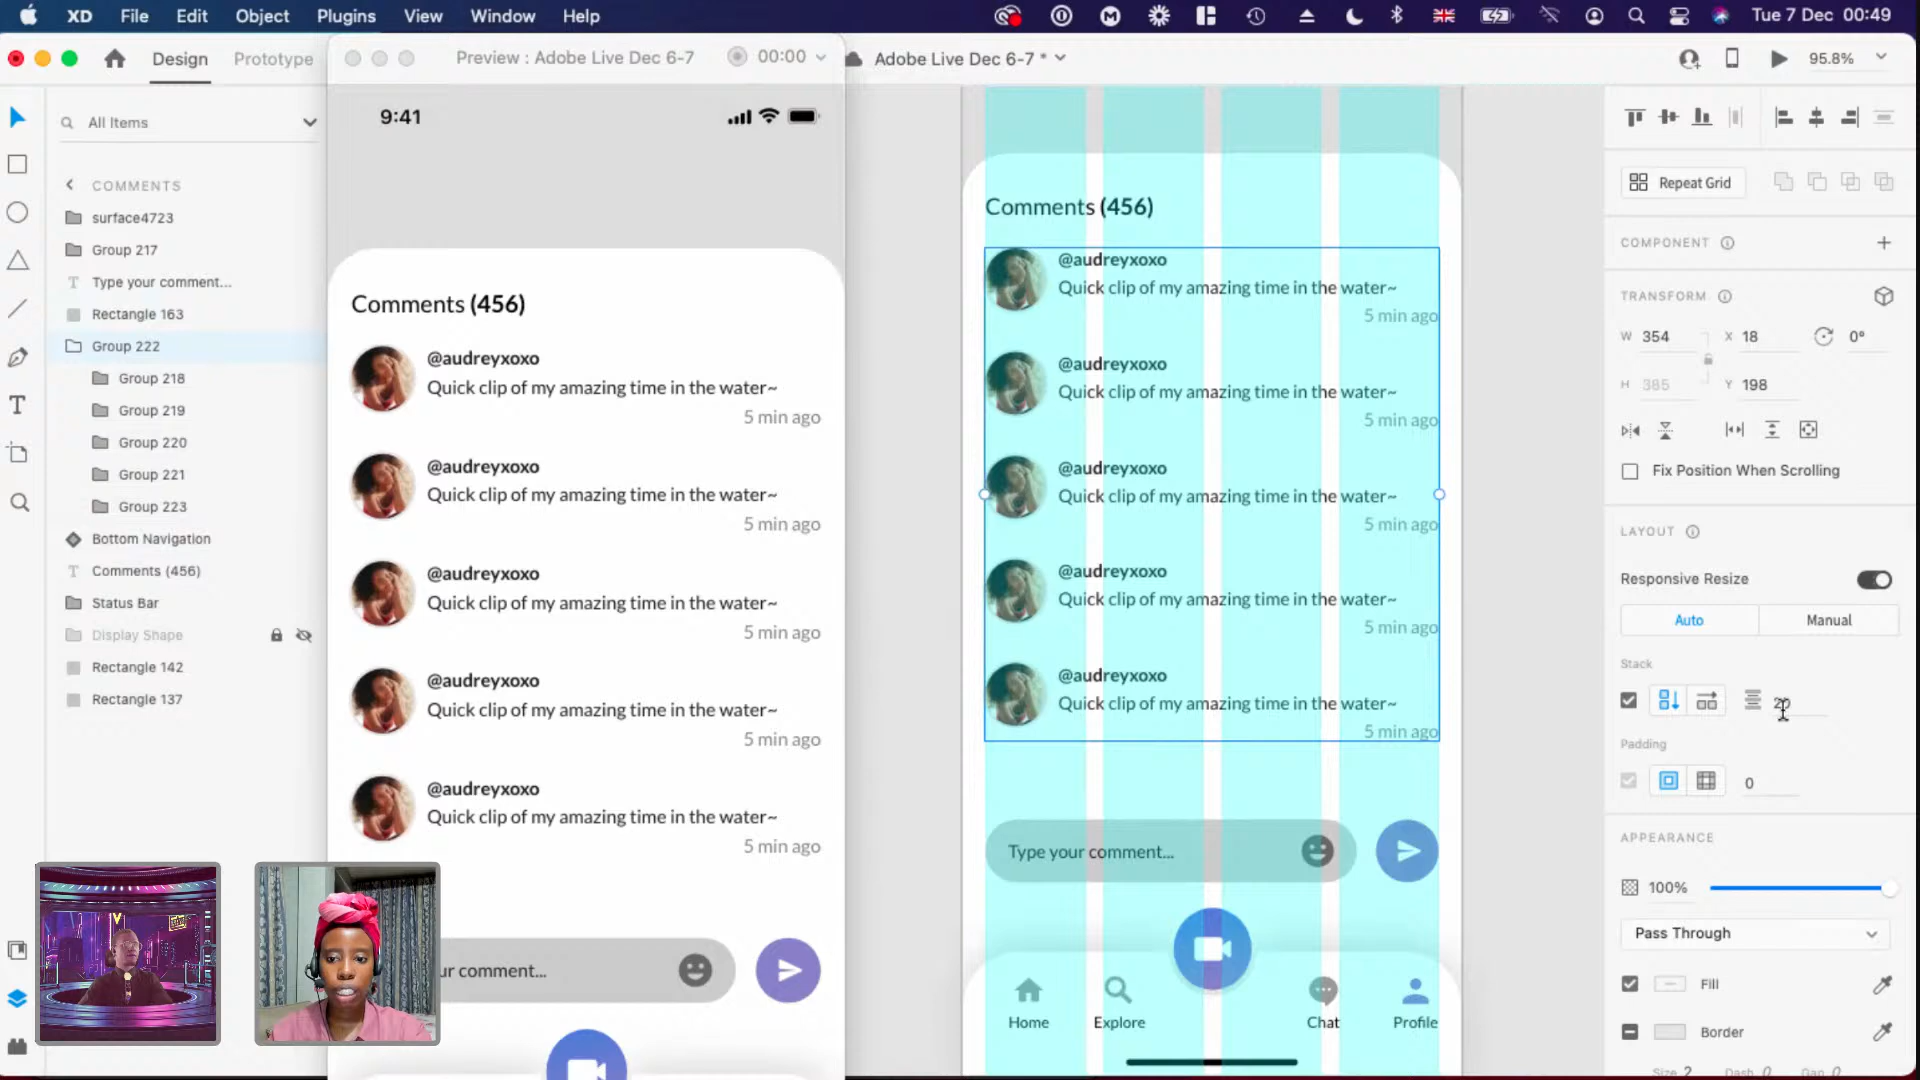 XD File Edit Object Plugins View Window Help
Tue 7 Dec 00:49
Design Prototype
Preview : Adobe Live Dec 6-7
00:00
Adobe Live Dec 6-7 *
95.8%
All Items
COMMENTS
surface4723
Group 217
Type your comment...
Rectangle 163
Group 222
Group 218
Group 219
Group 220
Group 221
Group 223
Bottom Navigation
Comments (456)
Status Bar
Display Shape
Rectangle 142
Rectangle 137
9:41
Comments (456)
@audreyxoxo
Quick clip of my amazing time in the water~
5 min ago
@audreyxoxo
Quick clip of my amazing time in the water~
5 min ago
@audreyxoxo
Quick clip of my amazing time in the water~
5 min ago
@audreyxoxo
Quick clip of my amazing time in the water~
5 min ago
@audreyxoxo
Quick clip of my amazing time in the water~
5 min ago
ur comment...
Comments (456)
@audreyxoxo
Quick clip of my amazing time in the water~
5 min ago
@audreyxoxo
Quick clip of my amazing time in the water~
5 min ago
@audreyxoxo
Quick clip of my amazing time in the water~
5 min ago
@audreyxoxo
Quick clip of my amazing time in the water~
5 min ago
@audreyxoxo
Quick clip of my amazing time in the water~
5 min ago
Type your comment...
Home Explore Chat Profile
Repeat Grid
COMPONENT
TRANSFORM
W 354 X 18 0°
H 385 Y 198
Fix Position When Scrolling
LAYOUT
Responsive Resize
Auto Manual
Stack
Padding
0
APPEARANCE
100%
Pass Through
Fill
Border
Size 2 Dash 0 Gap 0